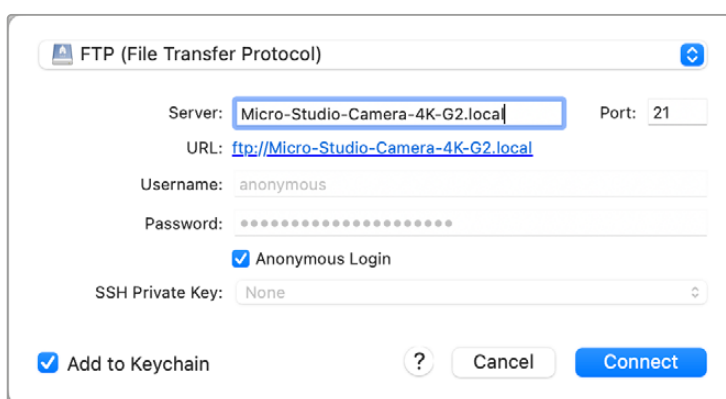 FTP (File Transfer Protocol)
Server: Micro-Studio-Camera-4K-G2.local Port: 21
URL: ftp://Micro-Studio-Camera-4K-G2.local
Username: anonymous
Password: ●●●●●●●●●●●●●●●●●●●●●
Anonymous Login
SSH Private Key: None
Add to Keychain ? Cancel Connect